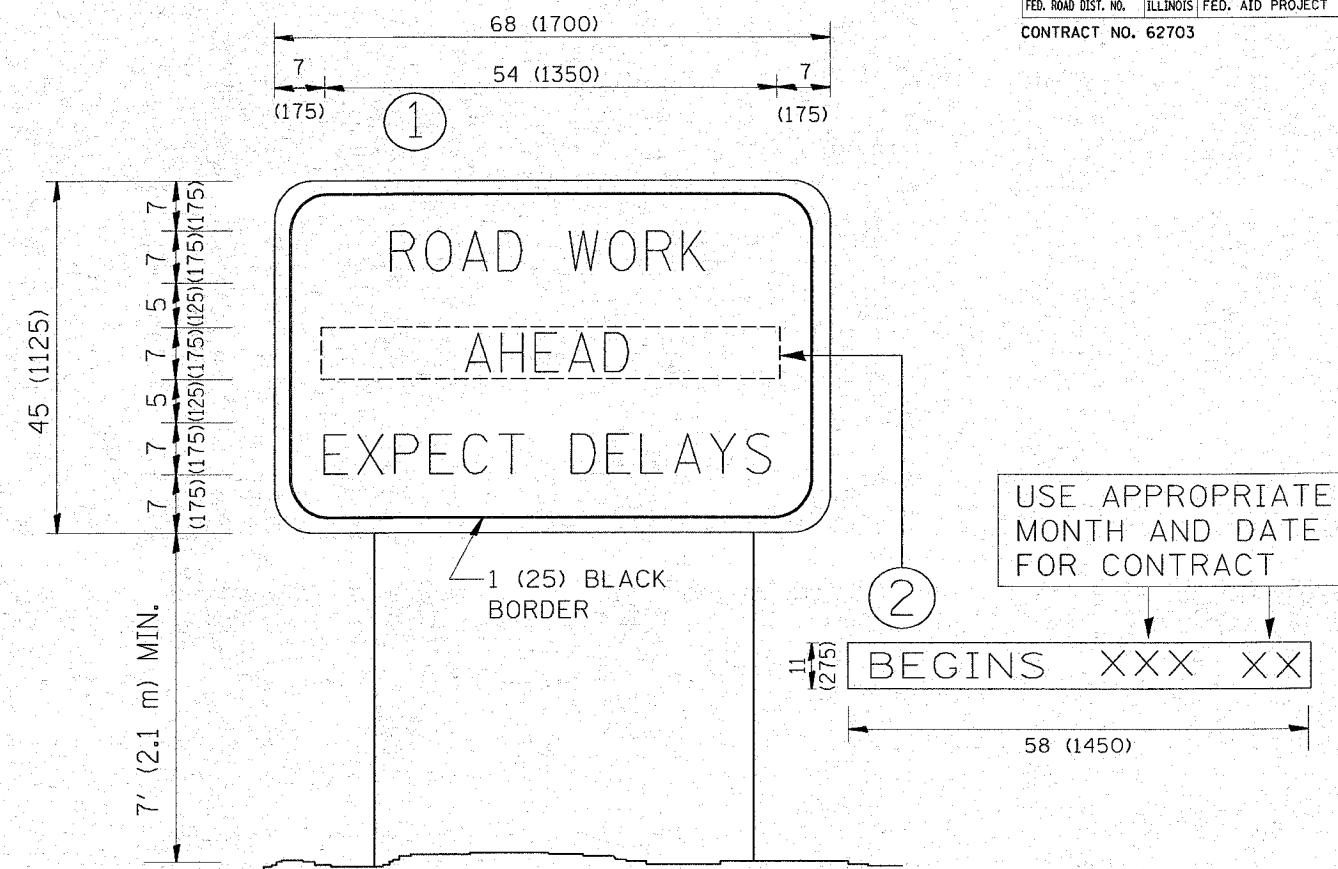 FED. ROAD DIST. NO. ILLINOIS FED. AID PROJECT
CONTRACT NO. 62703
68 (1700)
7 54 (1350) 7
(175) (175)
1
45 (1125)
7 (175)
7 (175)
5 (125)
7 (175)
5 (125)
7 (175)
7 (175)
ROAD WORK
AHEAD
EXPECT DELAYS
1 (25) BLACK
BORDER
7' (2.1 m) MIN.
USE APPROPRIATE
MONTH AND DATE
FOR CONTRACT
2
11
(275)
BEGINS XXX XX
58 (1450)